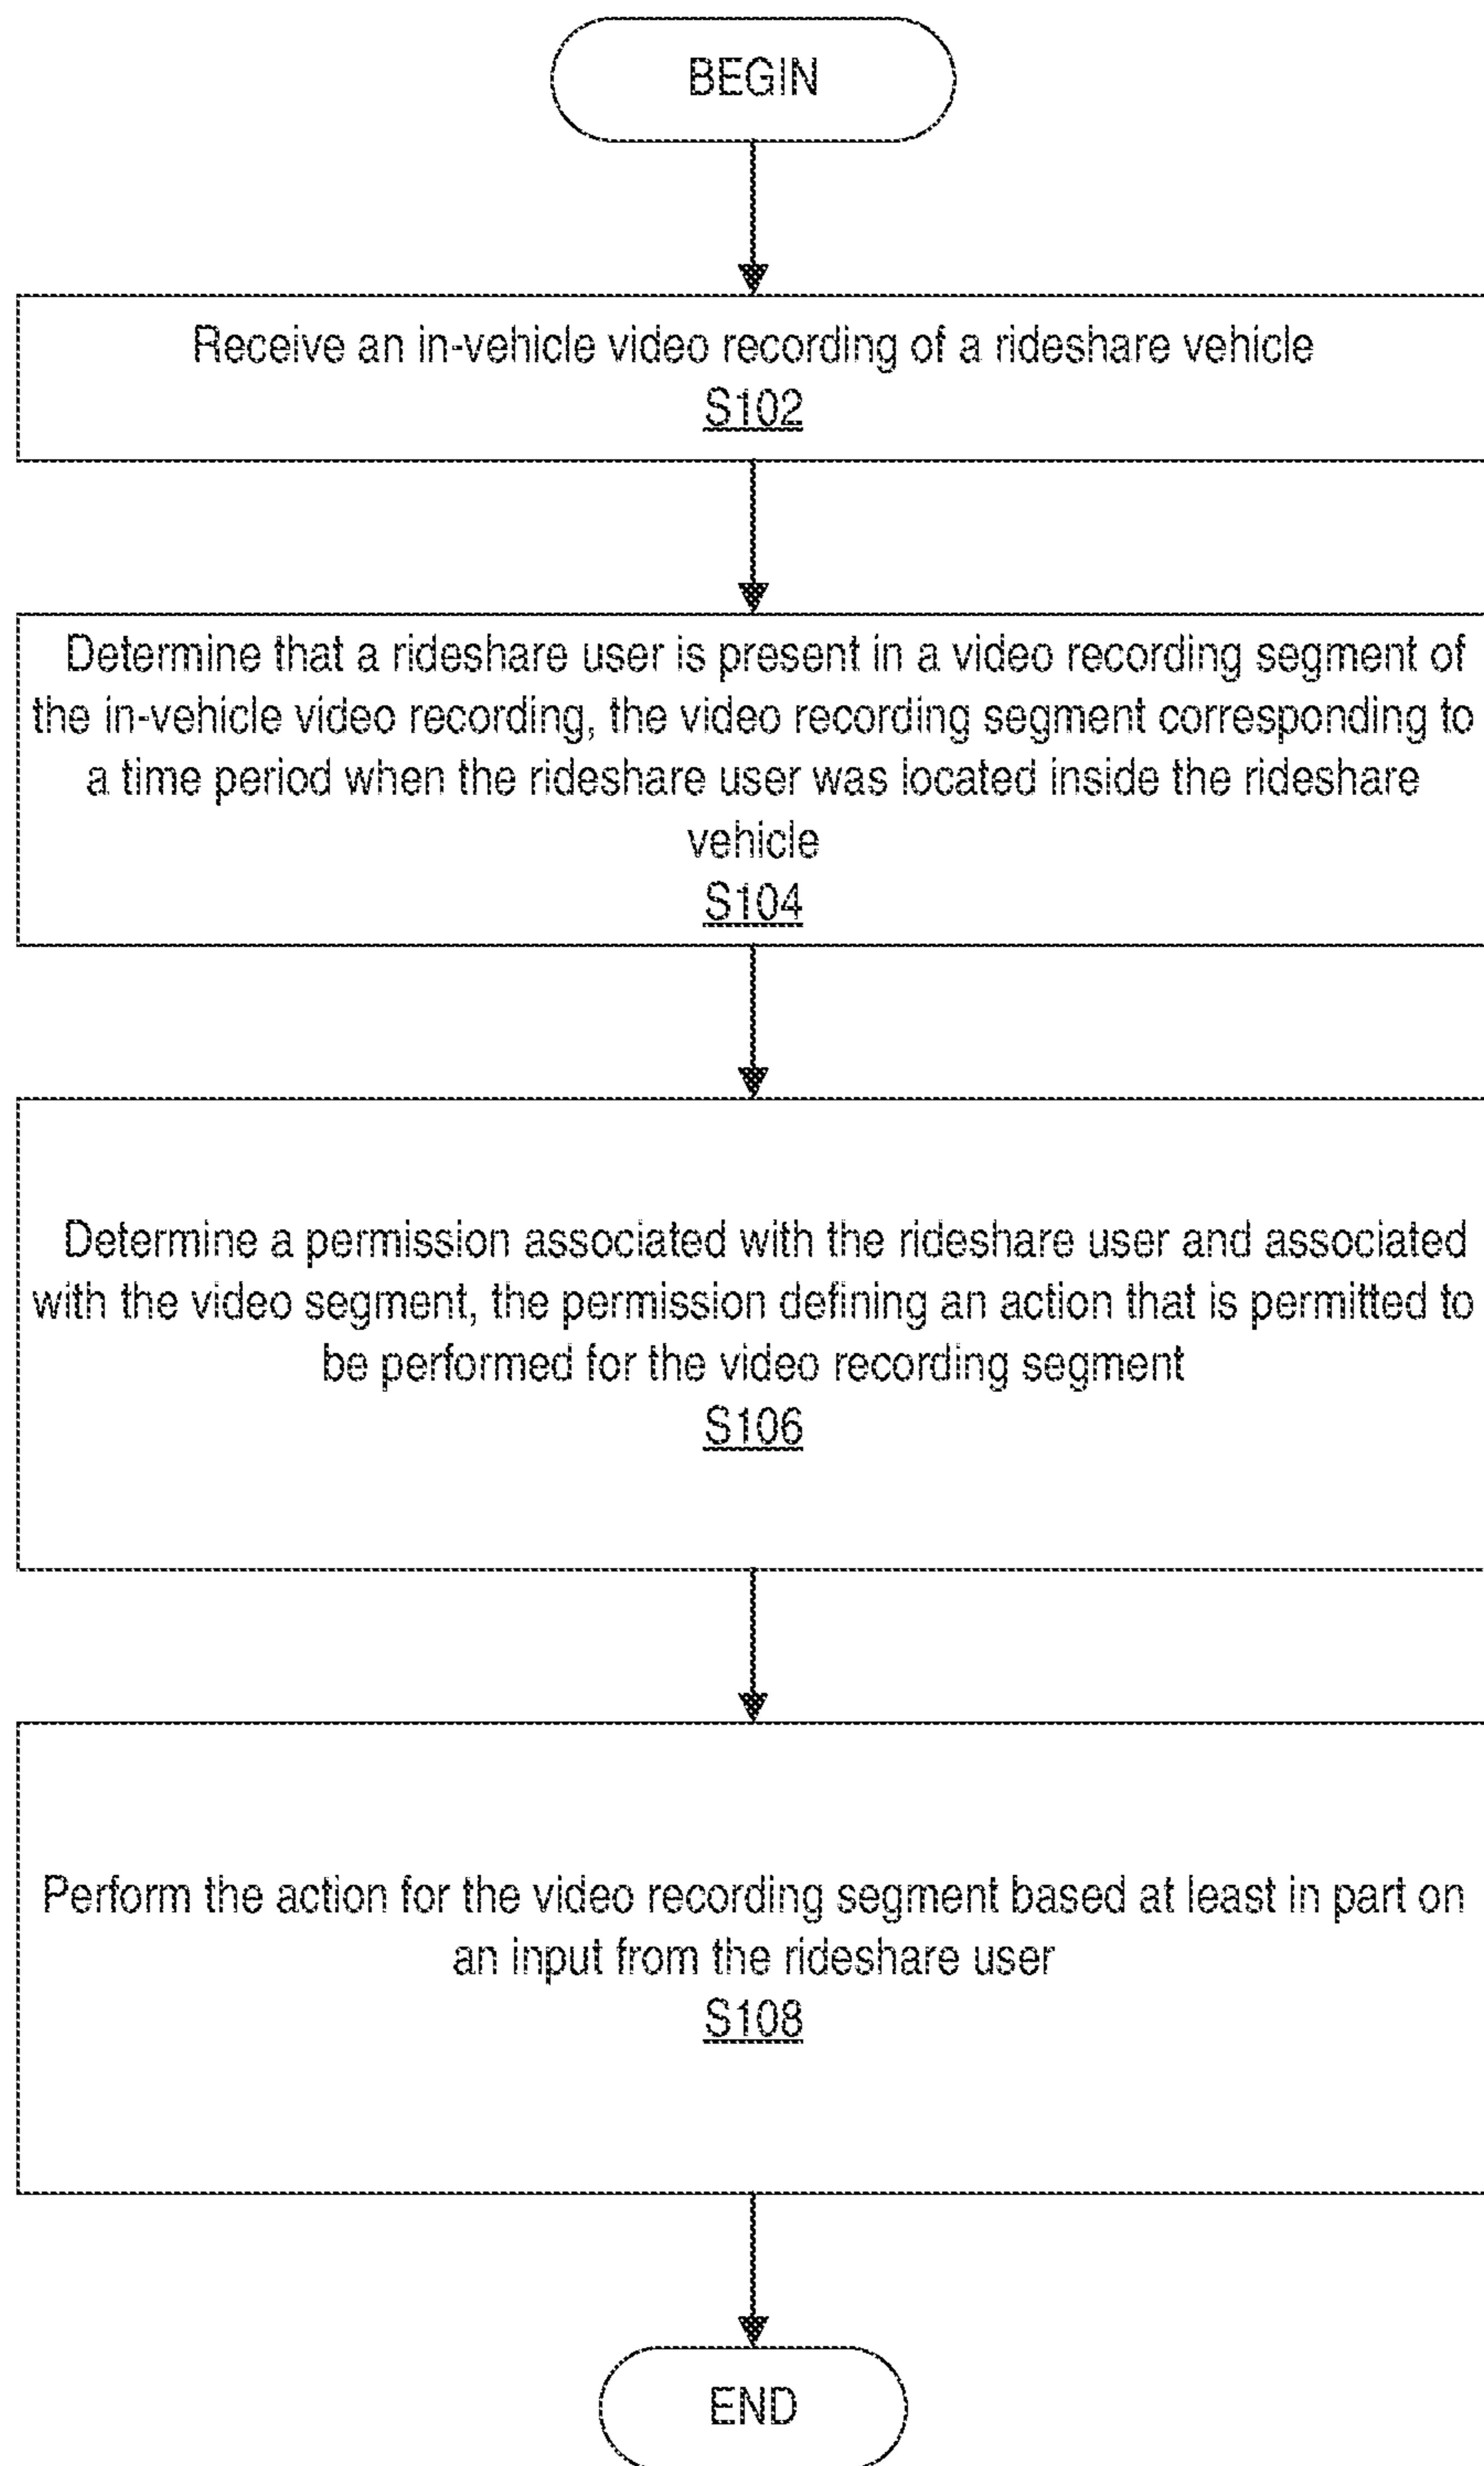 BEGIN
Receive an in-vehicle video recording of a rideshare vehicle
S102
Determine that a rideshare user is present in a video recording segment of
the in-vehicle video recording, the video recording segment corresponding to
a time period when the rideshare user was located inside the rideshare
vehicle
S104
Determine a permission associated with the rideshare user and associated
with the video segment, the permission defining an action that is permitted to
be performed for the video recording segment
S106
Perform the action for the video recording segment based at least in part on
an input from the rideshare user
S108
END